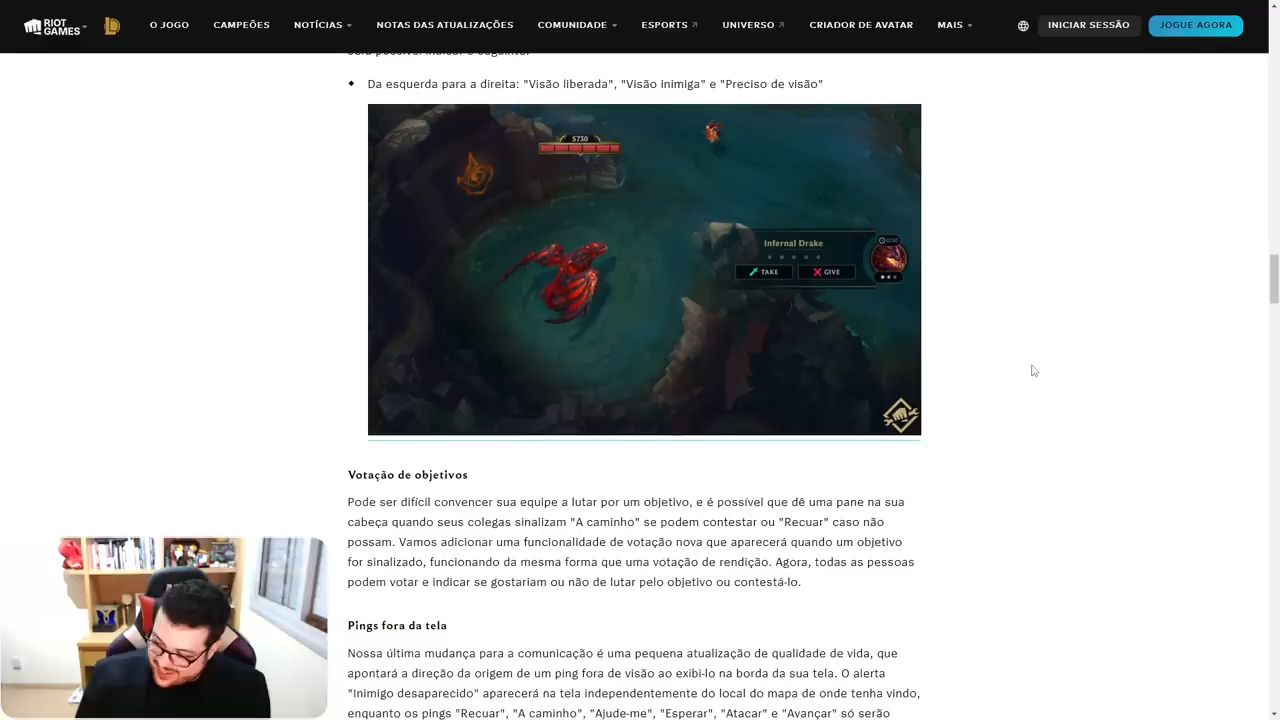 RIOT GAMES
O JOGO CAMPEÕES NOTÍCIAS NOTAS DAS ATUALIZAÇÕES COMUNIDADE ESPORTS UNIVERSO CRIADOR DE AVATAR MAIS INICIAR SESSÃO JOGUE AGORA
será possível indicar o seguinte:
Da esquerda para a direita: "Visão liberada", "Visão inimiga" e "Preciso de visão"
5730
Infernal Drake
0:50
TAKE GIVE
Votação de objetivos
Pode ser difícil convencer sua equipe a lutar por um objetivo, e é possível que dê uma pane na sua
cabeça quando seus colegas sinalizam "A caminho" se podem contestar ou "Recuar" caso não
possam. Vamos adicionar uma funcionalidade de votação nova que aparecerá quando um objetivo
for sinalizado, funcionando da mesma forma que uma votação de rendição. Agora, todas as pessoas
podem votar e indicar se gostariam ou não de lutar pelo objetivo ou contestá-lo.
Pings fora da tela
Nossa última mudança para a comunicação é uma pequena atualização de qualidade de vida, que
apontará a direção da origem de um ping fora de visão ao exibi-lo na borda da sua tela. O alerta
"Inimigo desaparecido" aparecerá na tela independentemente do local do mapa de onde tenha vindo,
enquanto os pings "Recuar", "A caminho", "Ajude-me", "Esperar", "Atacar" e "Avançar" só serão